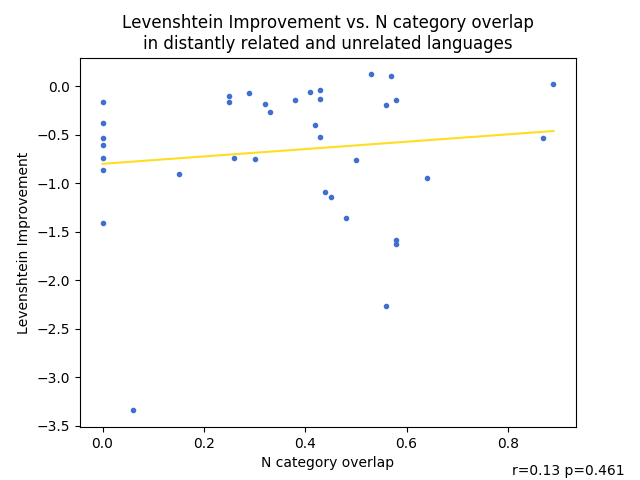 Levenshtein Improvement vs. N category overlap
in distantly related and unrelated languages
Levenshtein Improvement
0.0
−0.5
−1.0
−1.5
−2.0
−2.5
−3.0
−3.5
0.0 0.2 0.4 0.6 0.8
N category overlap
r=0.13 p=0.461